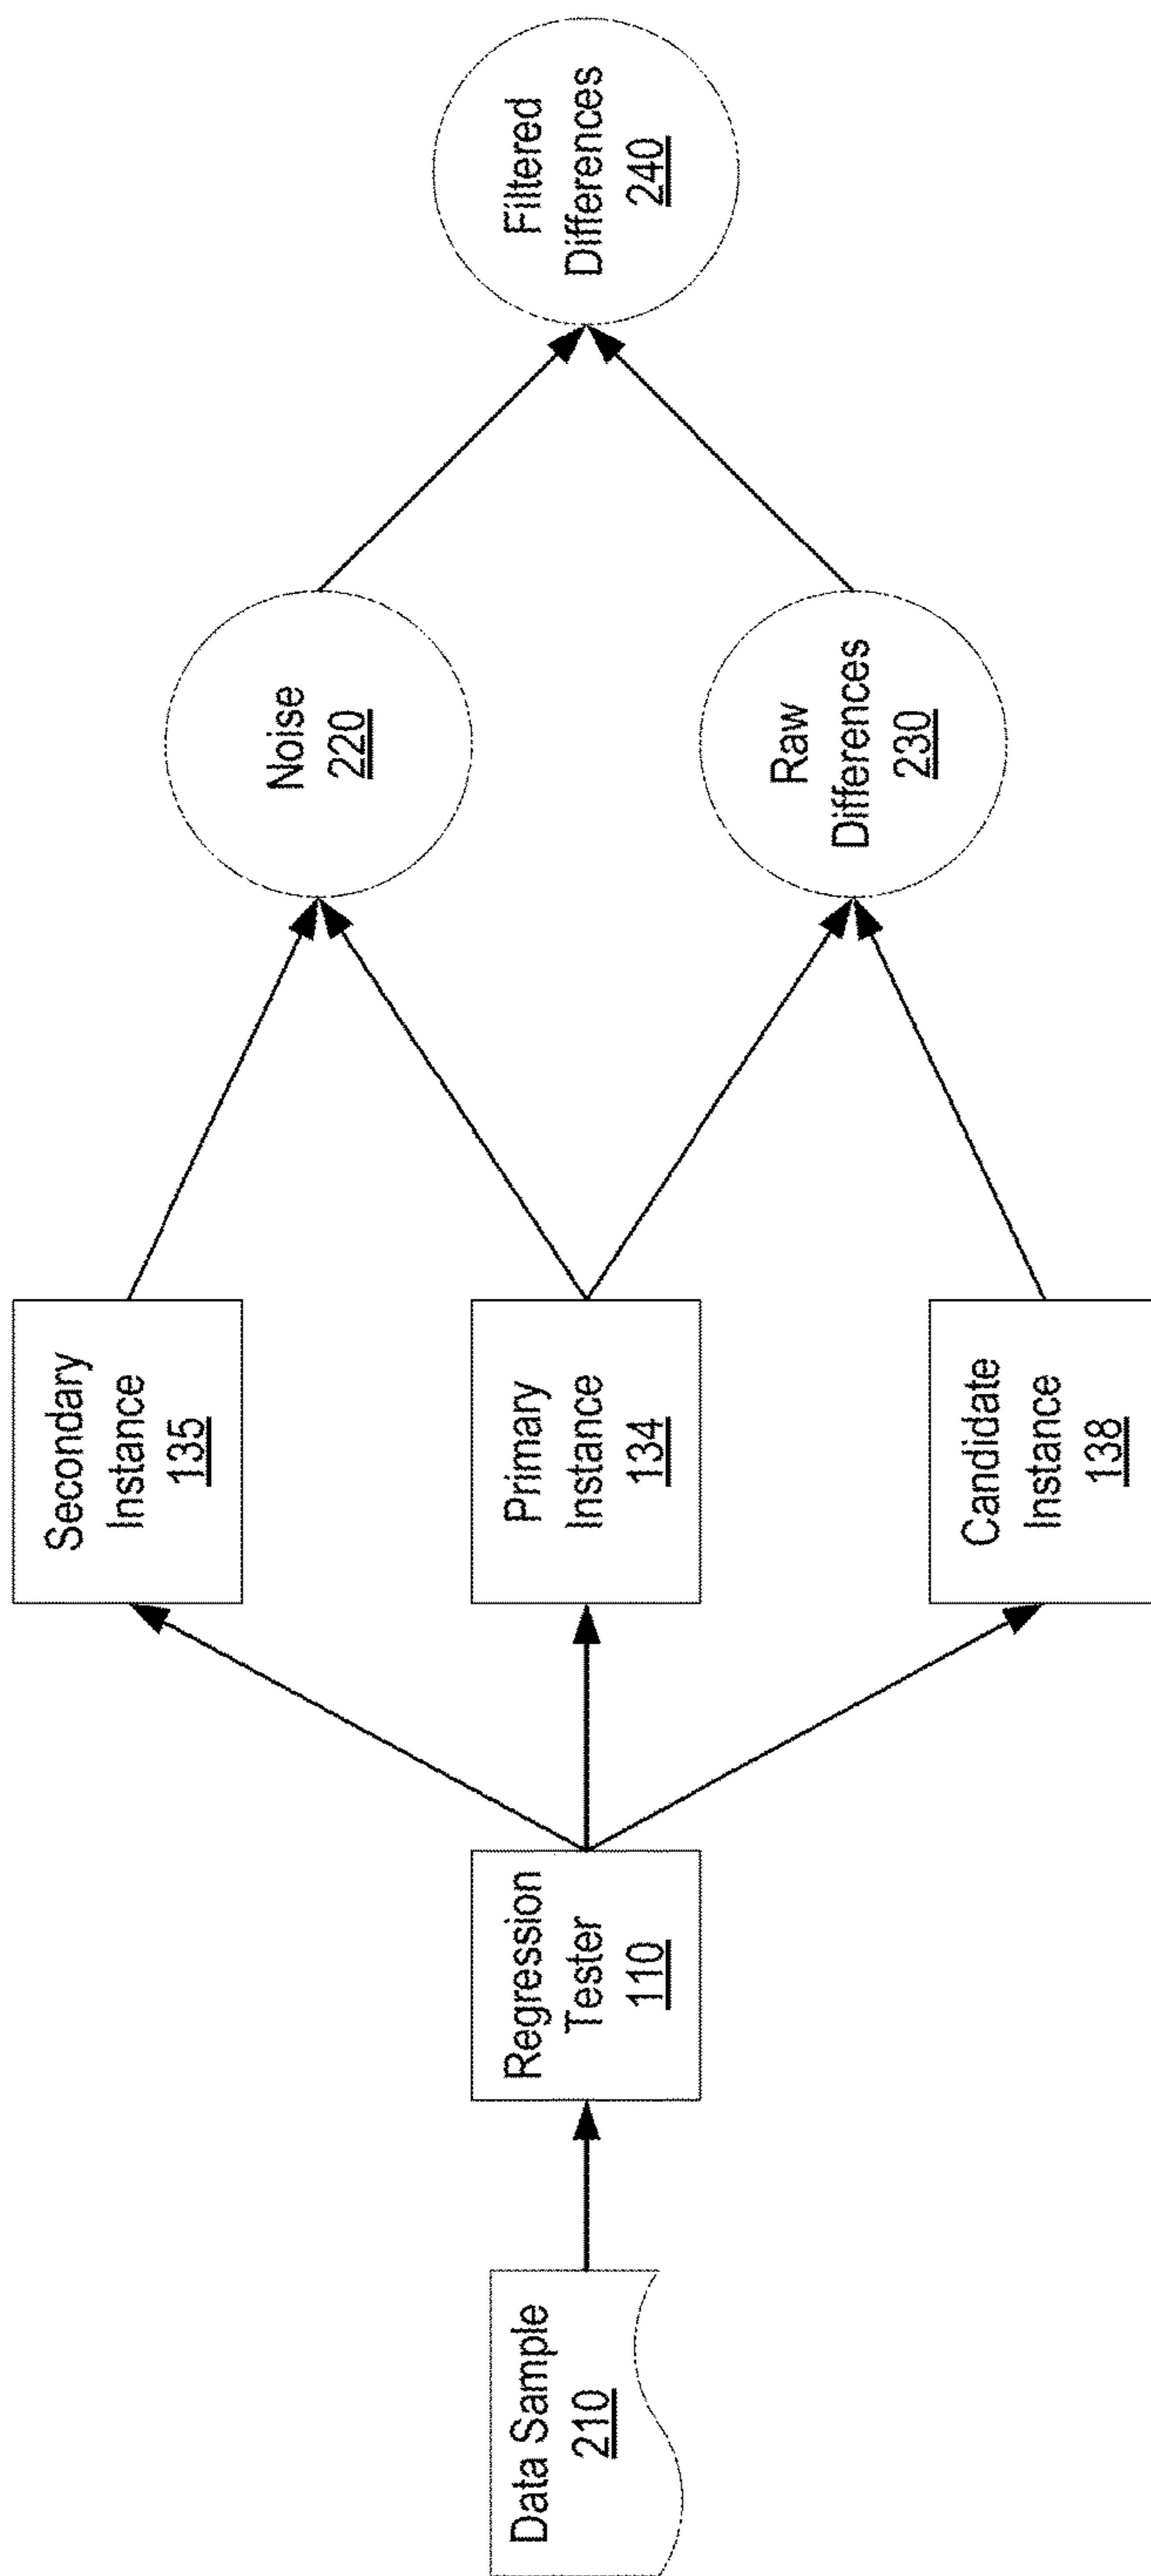 Data Sample
210
Regression
Tester
110
Secondary
Instance
135
Primary
Instance
134
Candidate
Instance
138
Noise
220
Raw
Differences
230
Filtered
Differences
240